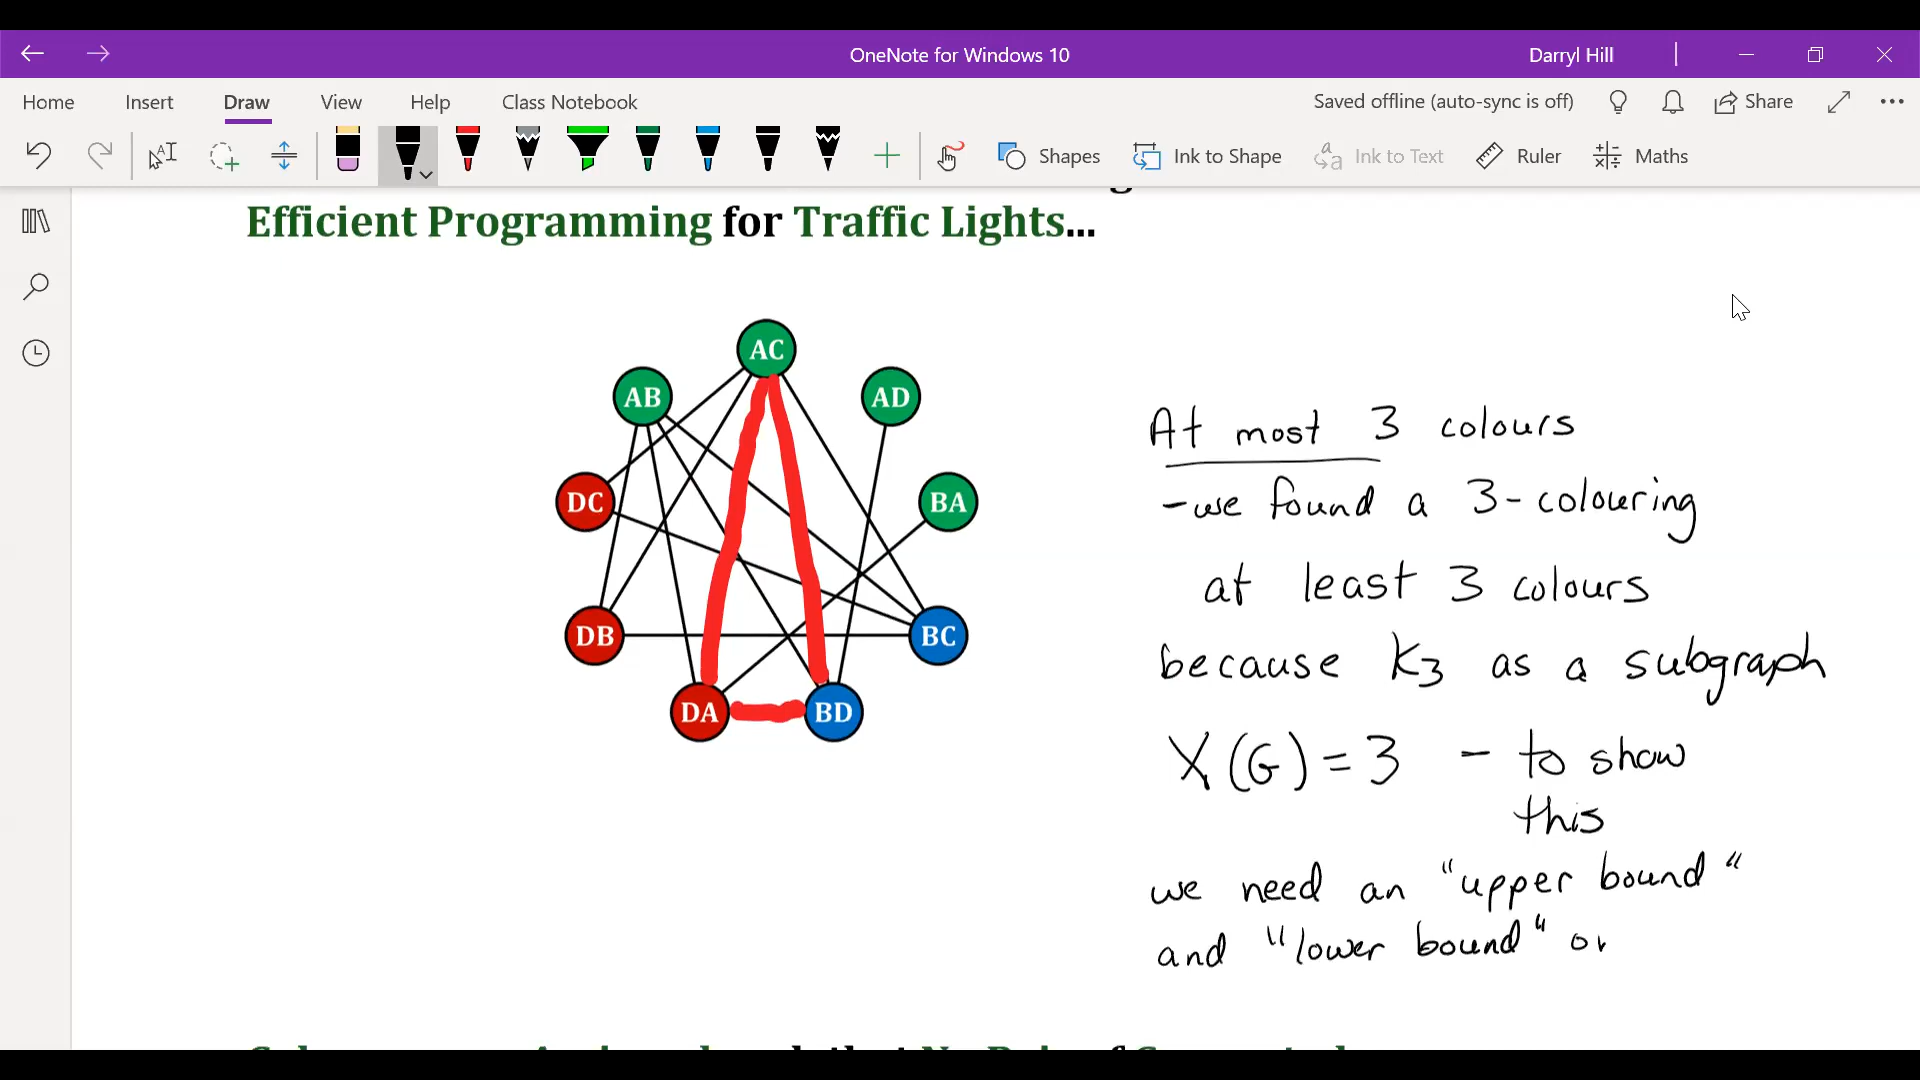 OneNote for Windows 10
Darryl Hill
Home Insert Draw View Help Class Notebook
Saved offline (auto-sync is off) Share
Shapes Ink to Shape Ink to Text Ruler Maths
Efficient Programming for Traffic Lights...
AC
AB
AD
DC
BA
DB
BC
DA
BD
At most 3 colours
-we found a 3-colouring
at least 3 colours
because K3 as a subgraph
χ(G)=3 - to show
this
we need an "upper bound"
and "lower bound" or